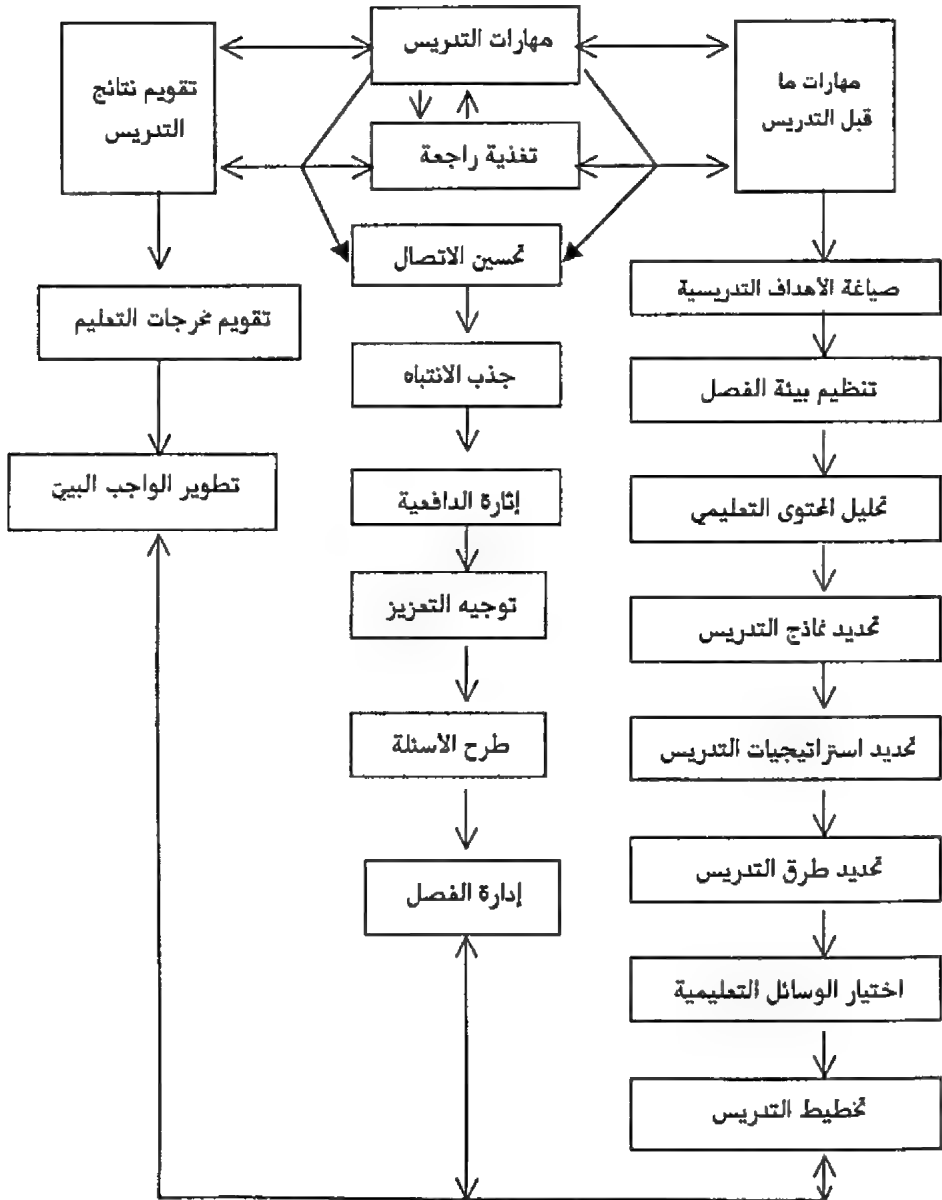 مهارات التدريس
مهارات ما
قبل التدريس
تقويم نتائج
التدريس
تغذية راجعة
صياغة الأهداف التدريسية
تنظيم بيئة الفصل
تحليل المحتوى التعليمي
تحديد نماذج التدريس
تحديد استراتيجيات التدريس
تحديد طرق التدريس
اختيار الوسائل التعليمية
تخطيط التدريس
تحسين الاتصال
جذب الانتباه
إثارة الدافعية
توجيه التعزيز
طرح الأسئلة
إدارة الفصل
تقويم مخرجات التعليم
تطوير الواجب البيتي